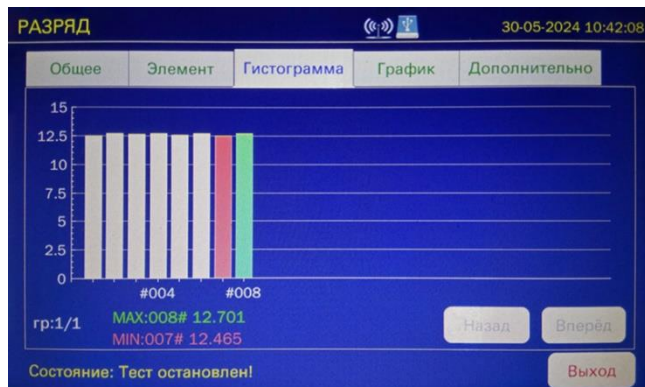 РАЗРЯД 30-05-2024 10:42:08
Общее Элемент Гистограмма График Дополнительно
15
12.5
10
7.5
5
2.5
0
#004 #008
гр:1/1 MAX:008# 12.701
MIN:007# 12.465
Назад Вперёд
Состояние: Тест остановлен!
Выход